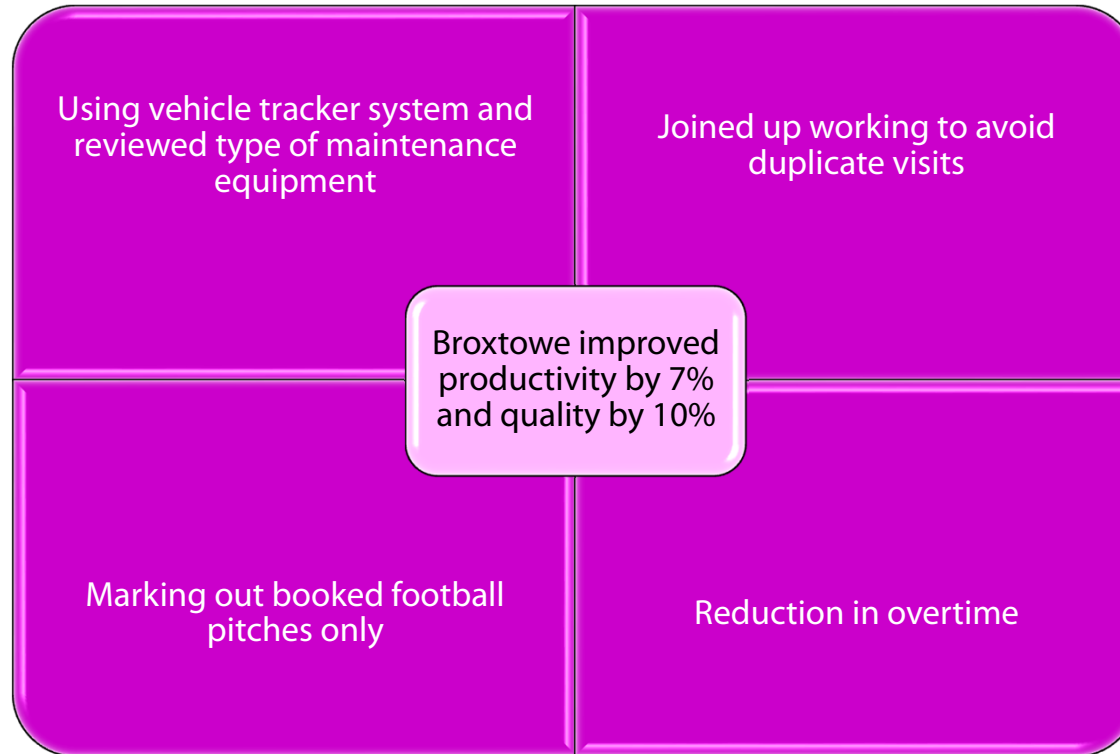 Using vehicle tracker system and
reviewed type of maintenance
equipment
Joined up working to avoid
duplicate visits
Broxtowe improved
productivity by 7%
and quality by 10%
Marking out booked football
pitches only
Reduction in overtime